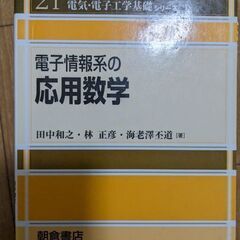 21 電気・電子工学基礎シリーズ
電子情報系の
応用数学
田中和之・林 正彦・海老澤丕道[著]
朝倉書店